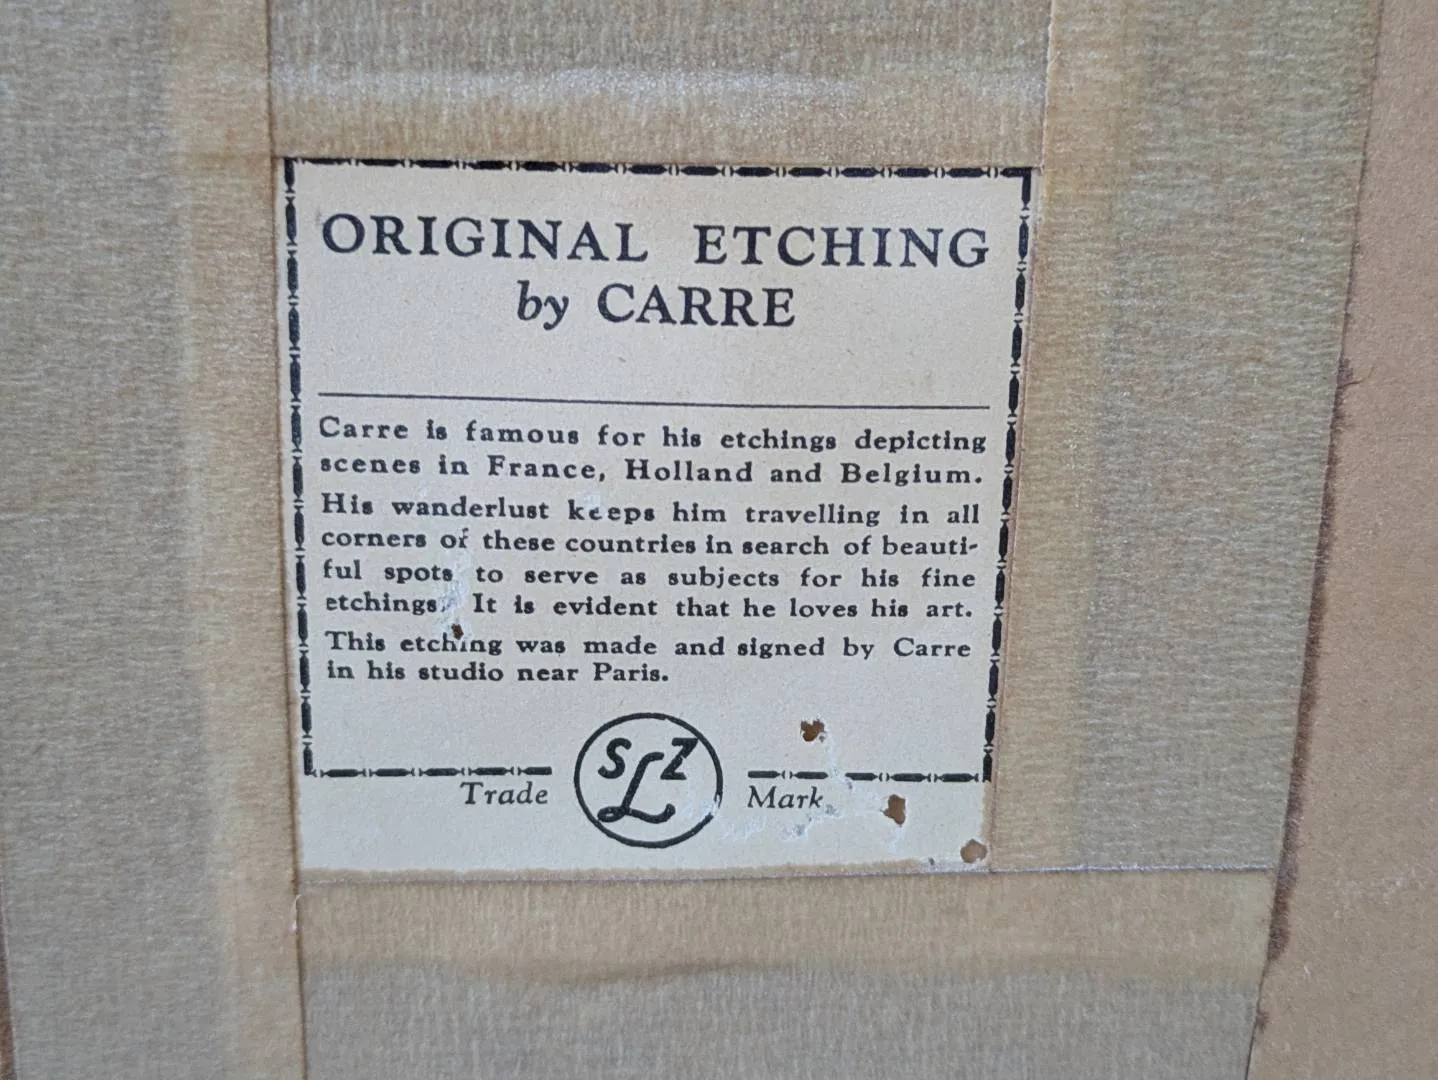 ORIGINAL ETCHING
by CARRE
Carre is famous for his etchings depicting
scenes in France, Holland and Belgium.
His wanderlust keeps him travelling in all
corners of these countries in search of beauti-
ful spots to serve as subjects for his fine
etchings. It is evident that he loves his art.
This etching was made and signed by Carre
in his studio near Paris.
SLZ
Trade Mark